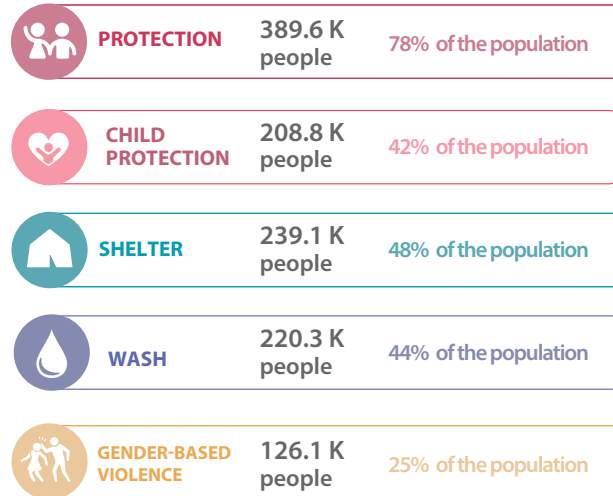 PROTECTION
389.6 K
people
78% of the population
CHILD
PROTECTION
208.8 K
people
42% of the population
SHELTER
239.1 K
people
48% of the population
WASH
220.3 K
people
44% of the population
GENDER-BASED
VIOLENCE
126.1 K
people
25% of the population